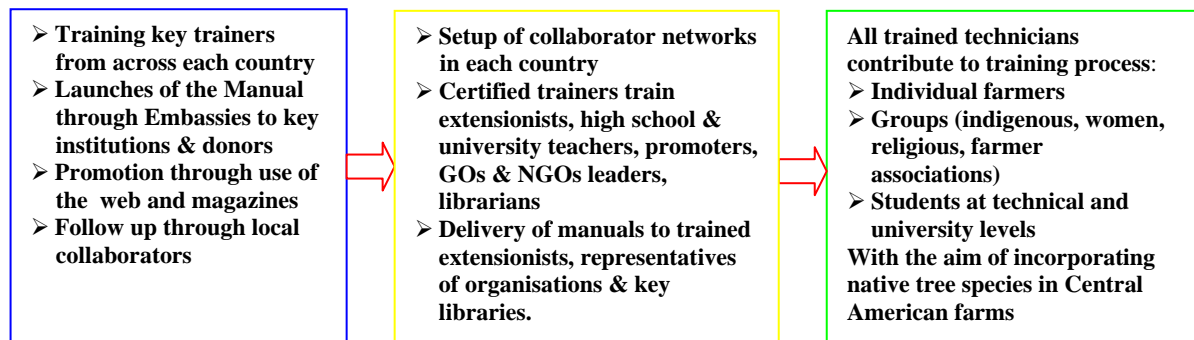 ➢ Training key trainers
from across each country
➢ Launches of the Manual
through Embassies to key
institutions & donors
➢ Promotion through use of
the web and magazines
➢ Follow up through local
collaborators
➢ Setup of collaborator networks
in each country
➢ Certified trainers train
extensionists, high school &
university teachers, promoters,
GOs & NGOs leaders,
librarians
➢ Delivery of manuals to trained
extensionists, representatives
of organisations & key
libraries.
All trained technicians
contribute to training process:
➢ Individual farmers
➢ Groups (indigenous, women,
religious, farmer
associations)
➢ Students at technical and
university levels
With the aim of incorporating
native tree species in Central
American farms